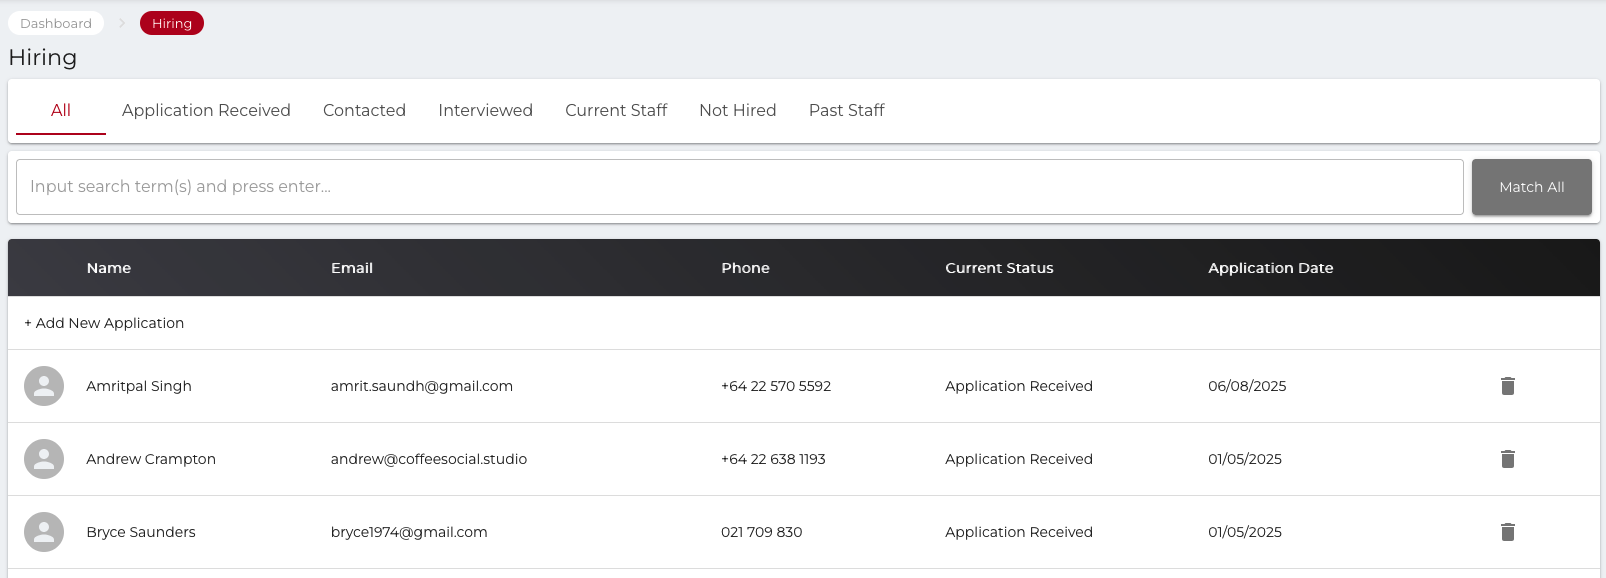 Dashboard > Hiring
Hiring
All Application Received Contacted Interviewed Current Staff Not Hired Past Staff
Input search term(s) and press enter... Match All
Name Email Phone Current Status Application Date
+ Add New Application
Amritpal Singh amrit.saundh@gmail.com +64 22 570 5592 Application Received 06/08/2025
Andrew Crampton andrew@coffeesocial.studio +64 22 638 1193 Application Received 01/05/2025
Bryce Saunders bryce1974@gmail.com 021 709 830 Application Received 01/05/2025